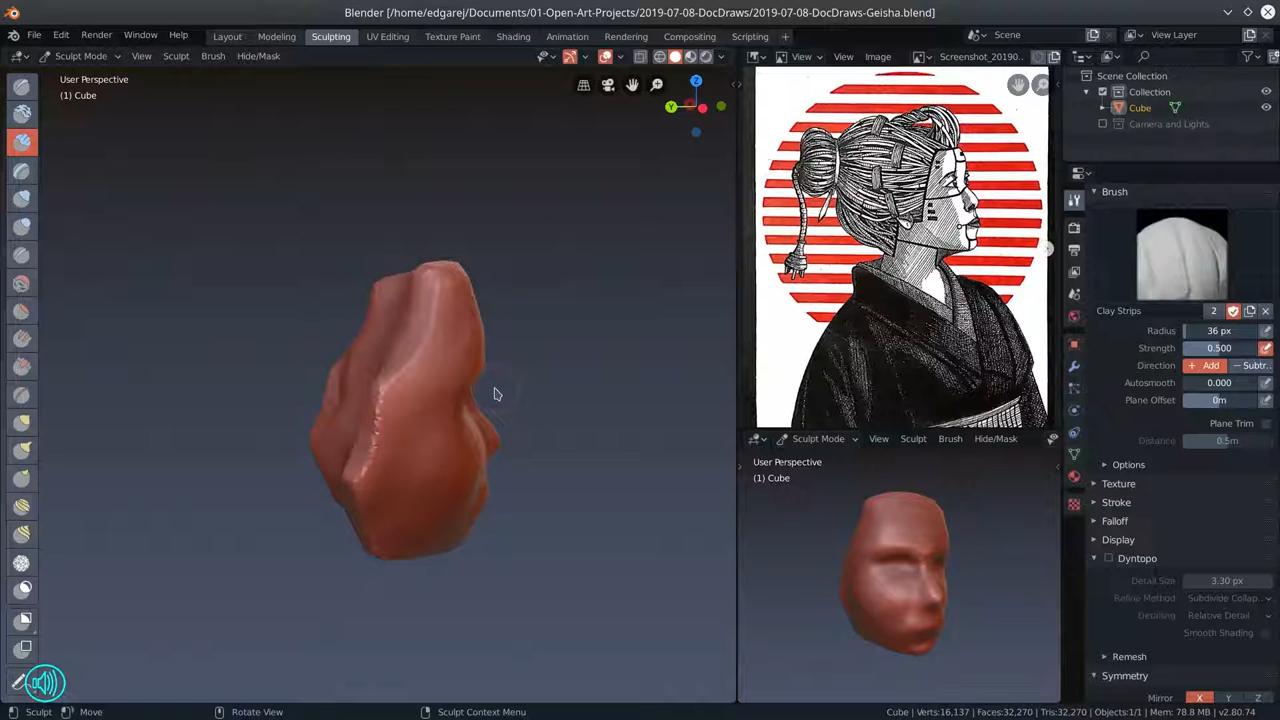 Blender [/home/edgarej/Documents/01-Open-Art-Projects/2019-07-08-DocDraws/2019-07-08-DocDraws-Geisha.blend]
File Edit Render Window Help Layout Modeling Sculpting UV Editing Texture Paint Shading Animation Rendering Compositing Scripting + Scene View Layer
Sculpt Mode View Sculpt Brush Hide/Mask
View View Image Screenshot_20190..
User Perspective
(1) Cube
Z
Y
Scene Collection
Collection
Cube
Camera and Lights
Brush
Clay Strips 2
Radius 36 px
Strength 0.500
Direction + Add — Subtr..
Autosmooth 0.000
Plane Offset 0m
Plane Trim
Distance 0.5m
Options
Texture
Stroke
Falloff
Display
Dyntopo
Detail Size 3.30 px
Refine Method Subdivide Collap..
Detailing Relative Detail
Smooth Shading
Remesh
Symmetry
Mirror X Y Z
Sculpt Mode View Sculpt Brush Hide/Mask
User Perspective
(1) Cube
Sculpt Move Rotate View Sculpt Context Menu
Cube | Verts:16,137 | Faces:32,270 | Tris:32,270 | Objects:1/1 | Mem: 78.8 MB | v2.80.74